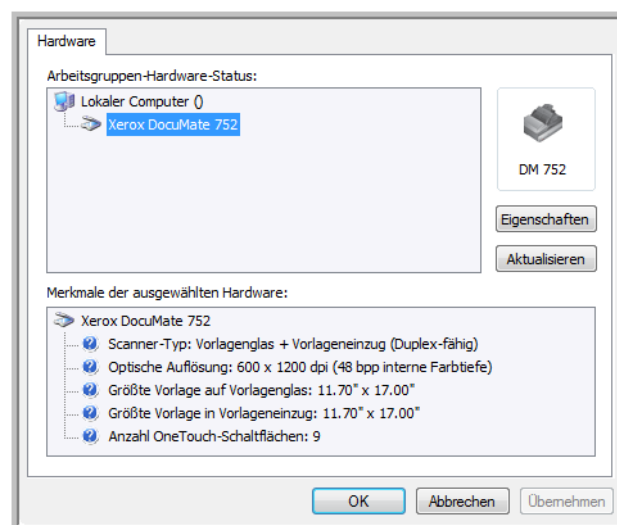 Hardware
Arbeitsgruppen-Hardware-Status:
Lokaler Computer ()
Xerox DocuMate 752
DM 752
Eigenschaften
Aktualisieren
Merkmale der ausgewählten Hardware:
Xerox DocuMate 752
Scanner-Typ: Vorlagenglas + Vorlageneinzug (Duplex-fähig)
Optische Auflösung: 600 x 1200 dpi (48 bpp interne Farbtiefe)
Größte Vorlage auf Vorlagenglas: 11.70" x 17.00"
Größte Vorlage in Vorlageneinzug: 11.70" x 17.00"
Anzahl OneTouch-Schaltflächen: 9
OK
Abbrechen
Übernehmen